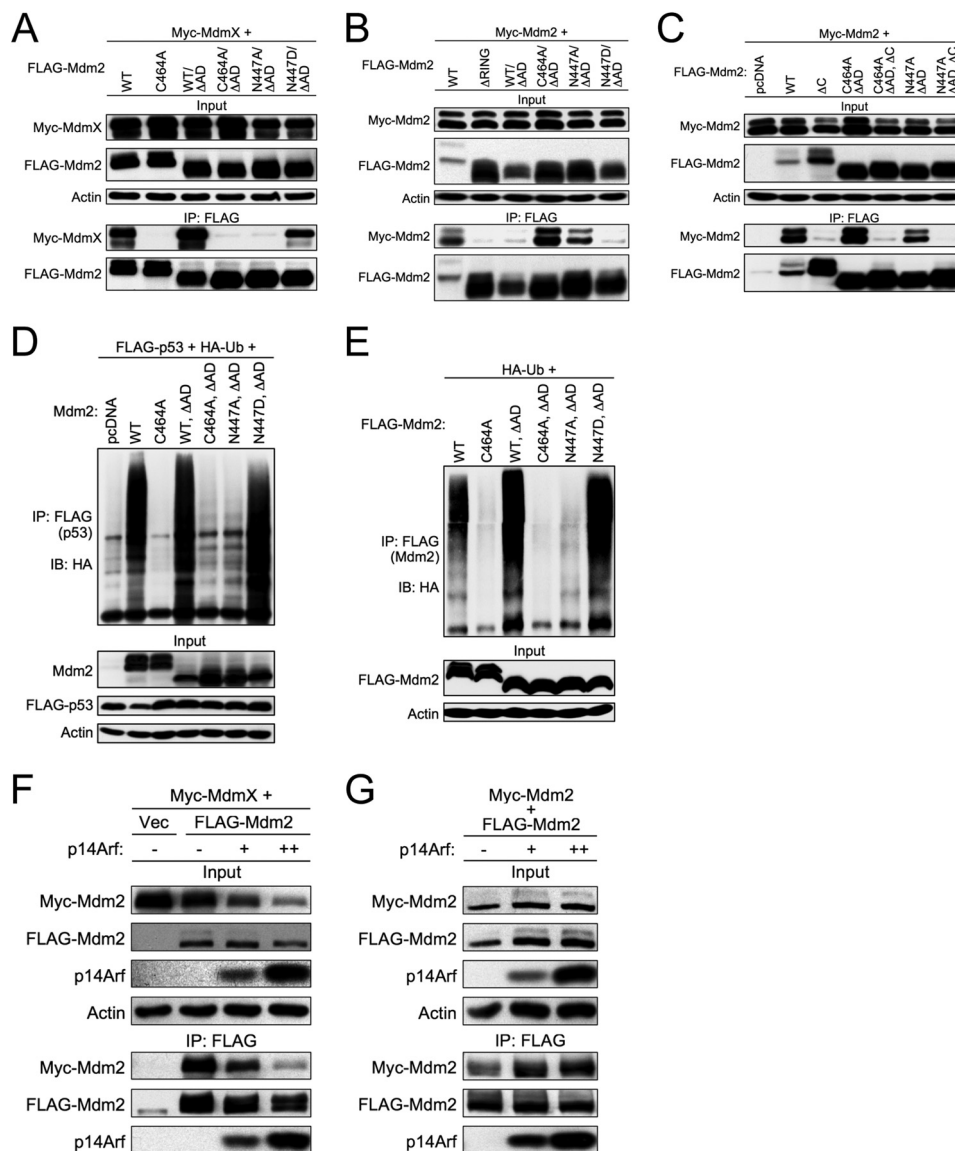 A
Myc-MdmX +
FLAG-Mdm2
WT
C464A
WT/
ΔAD
C464A/
ΔAD
N447A/
ΔAD
N447D/
ΔAD
Input
Myc-MdmX
FLAG-Mdm2
Actin
IP: FLAG
Myc-MdmX
FLAG-Mdm2
B
Myc-Mdm2 +
FLAG-Mdm2
WT
ΔRING
WT/
ΔAD
C464A/
ΔAD
N447A/
ΔAD
N447D/
ΔAD
Input
Myc-Mdm2
FLAG-Mdm2
Actin
IP: FLAG
Myc-Mdm2
FLAG-Mdm2
C
Myc-Mdm2 +
FLAG-Mdm2:
pcDNA
WT
ΔC
C464A
ΔAD
C464A
ΔAD, ΔC
N447A
ΔAD
N447A
ΔAD, ΔC
Input
Myc-Mdm2
FLAG-Mdm2
Actin
IP: FLAG
Myc-Mdm2
FLAG-Mdm2
D
FLAG-p53 + HA-Ub +
Mdm2:
pcDNA
WT
C464A
WT, ΔAD
C464A, ΔAD
N447A, ΔAD
N447D, ΔAD
IP: FLAG
(p53)
IB: HA
Input
Mdm2
FLAG-p53
Actin
E
HA-Ub +
FLAG-Mdm2:
WT
C464A
WT, ΔAD
C464A, ΔAD
N447A, ΔAD
N447D, ΔAD
IP: FLAG
(Mdm2)
IB: HA
Input
FLAG-Mdm2
Actin
F
Myc-MdmX +
Vec FLAG-Mdm2
p14Arf: - - + ++
Input
Myc-Mdm2
FLAG-Mdm2
p14Arf
Actin
IP: FLAG
Myc-Mdm2
FLAG-Mdm2
p14Arf
G
Myc-Mdm2
+
FLAG-Mdm2
p14Arf: - + ++
Input
Myc-Mdm2
FLAG-Mdm2
p14Arf
Actin
IP: FLAG
Myc-Mdm2
FLAG-Mdm2
p14Arf